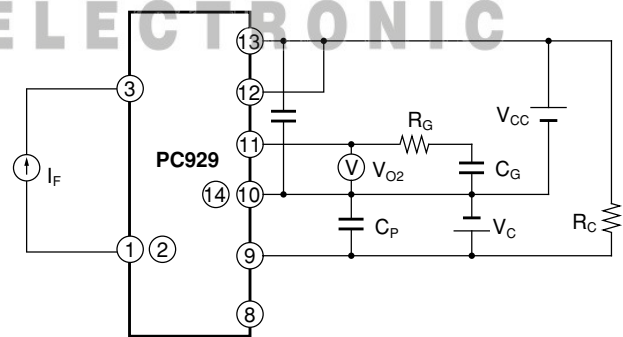 ELECTRONIC
13
3
12
V_CC
R_G
11
PC929
I_F
V
V_O2
C_G
14
10
R_C
C_P
V_C
1
2
9
8